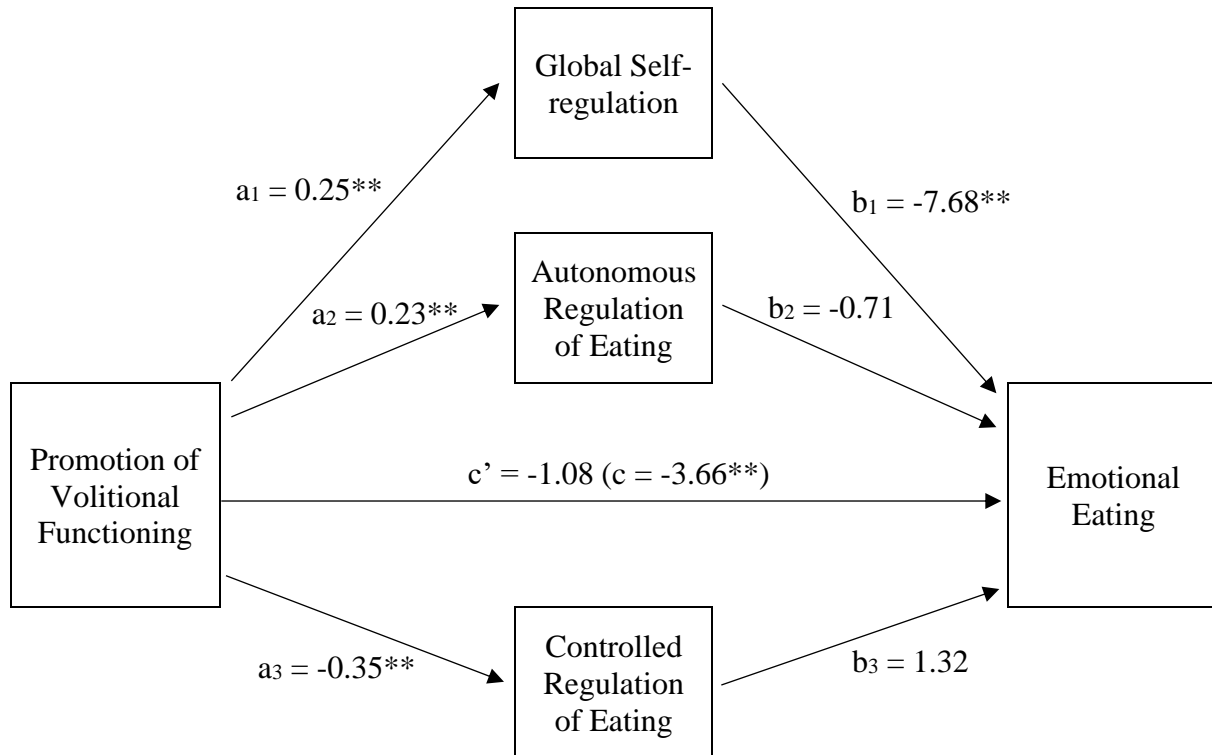 Global Self-
regulation
a₁ = 0.25**
b₁ = -7.68**
Autonomous
Regulation
of Eating
a₂ = 0.23**
b₂ = -0.71
Promotion of
Volitional
Functioning
c’ = -1.08 (c = -3.66**)
Emotional
Eating
a₃ = -0.35**
Controlled
Regulation
of Eating
b₃ = 1.32